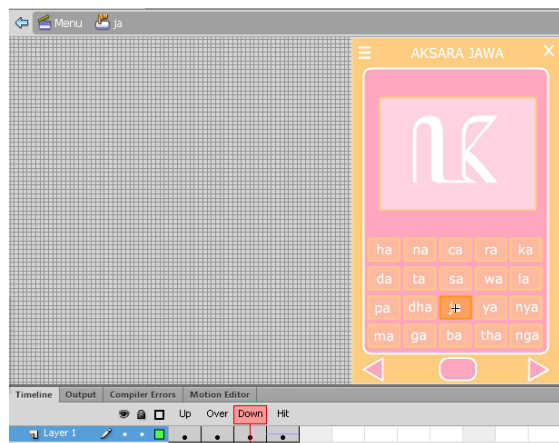 Menu ja
AKSARA JAWA X
ha na ca ra ka
da ta sa wa la
pa dha ja ya nya
ma ga ba tha nga
Timeline Output Compiler Errors Motion Editor
Up Over Down Hit
Layer 1